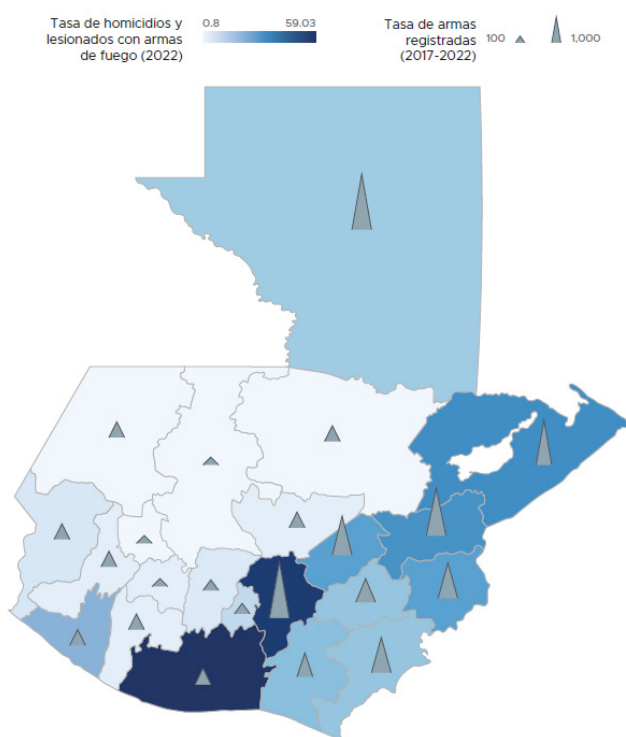 Tasa de homicidios y
lesionados con armas
de fuego (2022)
0.8
59.03
Tasa de armas
registradas
(2017-2022)
100
1,000